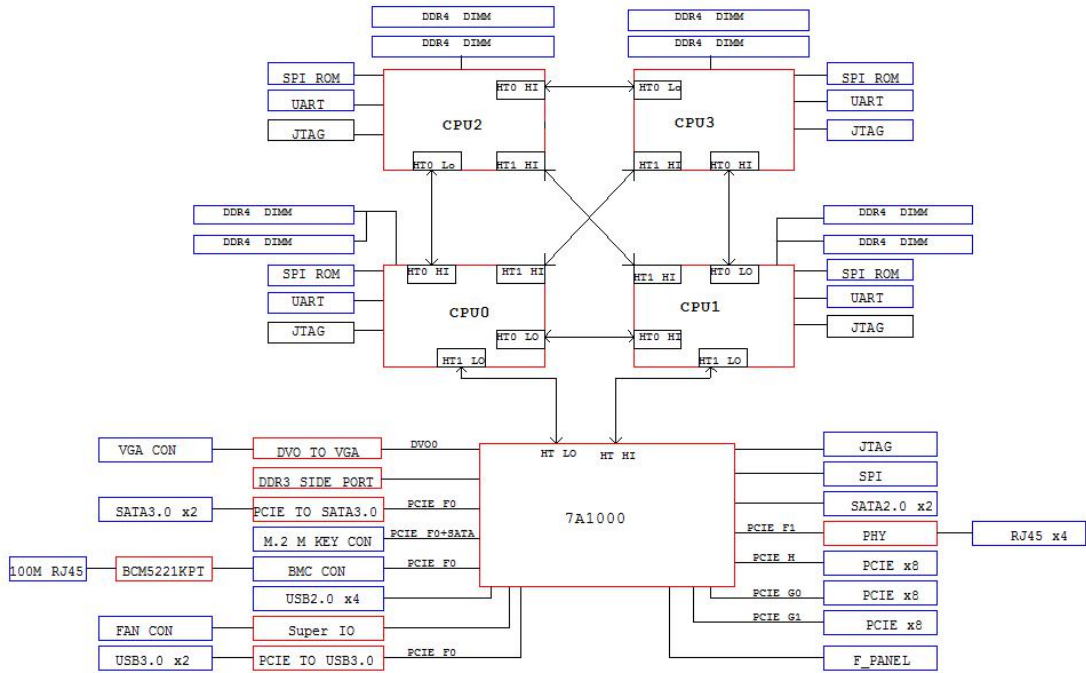 DDR4 DIMM
DDR4 DIMM
DDR4 DIMM
DDR4 DIMM
SPI ROM
UART
JTAG
HT0 HI
CPU2
HT0 Lo
HT1 HI
HT0 Lo
CPU3
HT1 HI
HT0 HI
SPI ROM
UART
JTAG
DDR4 DIMM
DDR4 DIMM
DDR4 DIMM
DDR4 DIMM
SPI ROM
UART
JTAG
HT0 HI
HT1 HI
CPU0
HT0 LO
HT1 LO
HT1 HI
HT0 LO
CPU1
HT0 HI
HT1 LO
SPI ROM
UART
JTAG
VGA CON
DVO TO VGA
DVO0
DDR3 SIDE PORT
SATA3.0 x2
PCIE TO SATA3.0
PCIE F0
M.2 M KEY CON
PCIE F0+SATA
100M RJ45
BCM5221KPT
BMC CON
PCIE F0
USB2.0 x4
FAN CON
Super IO
USB3.0 x2
PCIE TO USB3.0
PCIE F0
HT LO
HT HI
7A1000
JTAG
SPI
SATA2.0 x2
PCIE F1
PHY
RJ45 x4
PCIE H
PCIE x8
PCIE G0
PCIE x8
PCIE G1
PCIE x8
F_PANEL